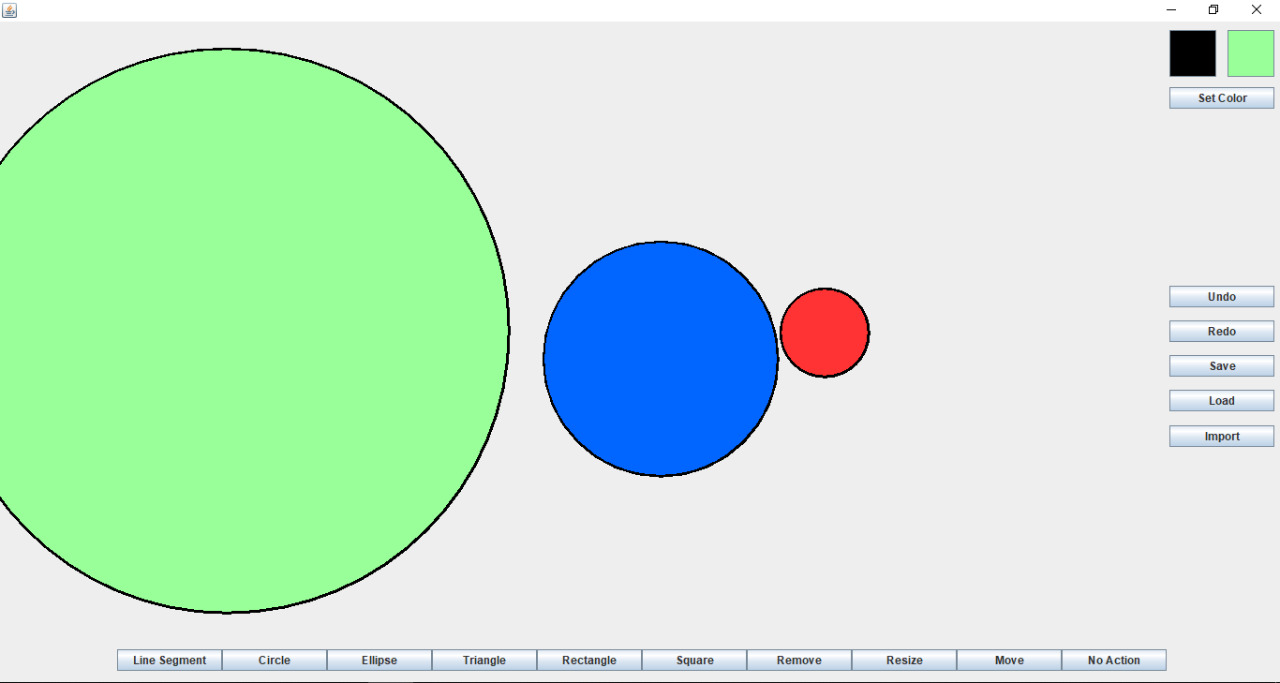 Set Color
Undo
Redo
Save
Load
Import
Line Segment Circle Ellipse Triangle Rectangle Square Remove Resize Move No Action